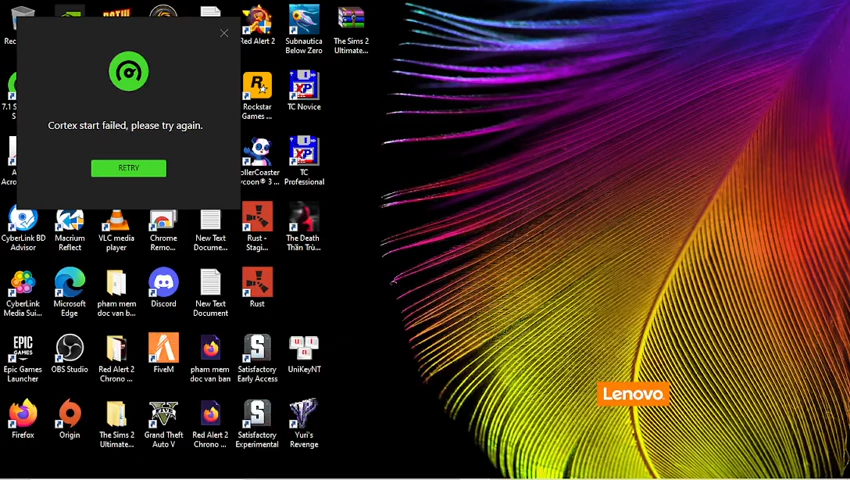 Cortex start failed, please try again.
RETRY
Red Alert 2
Subnautica
Below Zero
The Sims 2
Ultimate...
Rockstar
Games ...
TC Novice
TC
Professional
CyberLink BD
Advisor
Macrium
Reflect
VLC media
player
Chrome
Remo...
New Text
Docume...
Rust -
Stagi...
The Death
Thần Trù...
CyberLink
Media Sui...
Microsoft
Edge
pham mem
doc van b...
Discord
New Text
Document
Rust
Epic Games
Launcher
OBS Studio
Red Alert 2
Chrono ...
FiveM
pham mem
doc van ban
Satisfactory
Early Access
UniKeyNT
Firefox
Origin
The Sims 2
Ultimate...
Grand Theft
Auto V
Red Alert 2
Chrono ...
Satisfactory
Experimental
Yuri's
Revenge
Lenovo